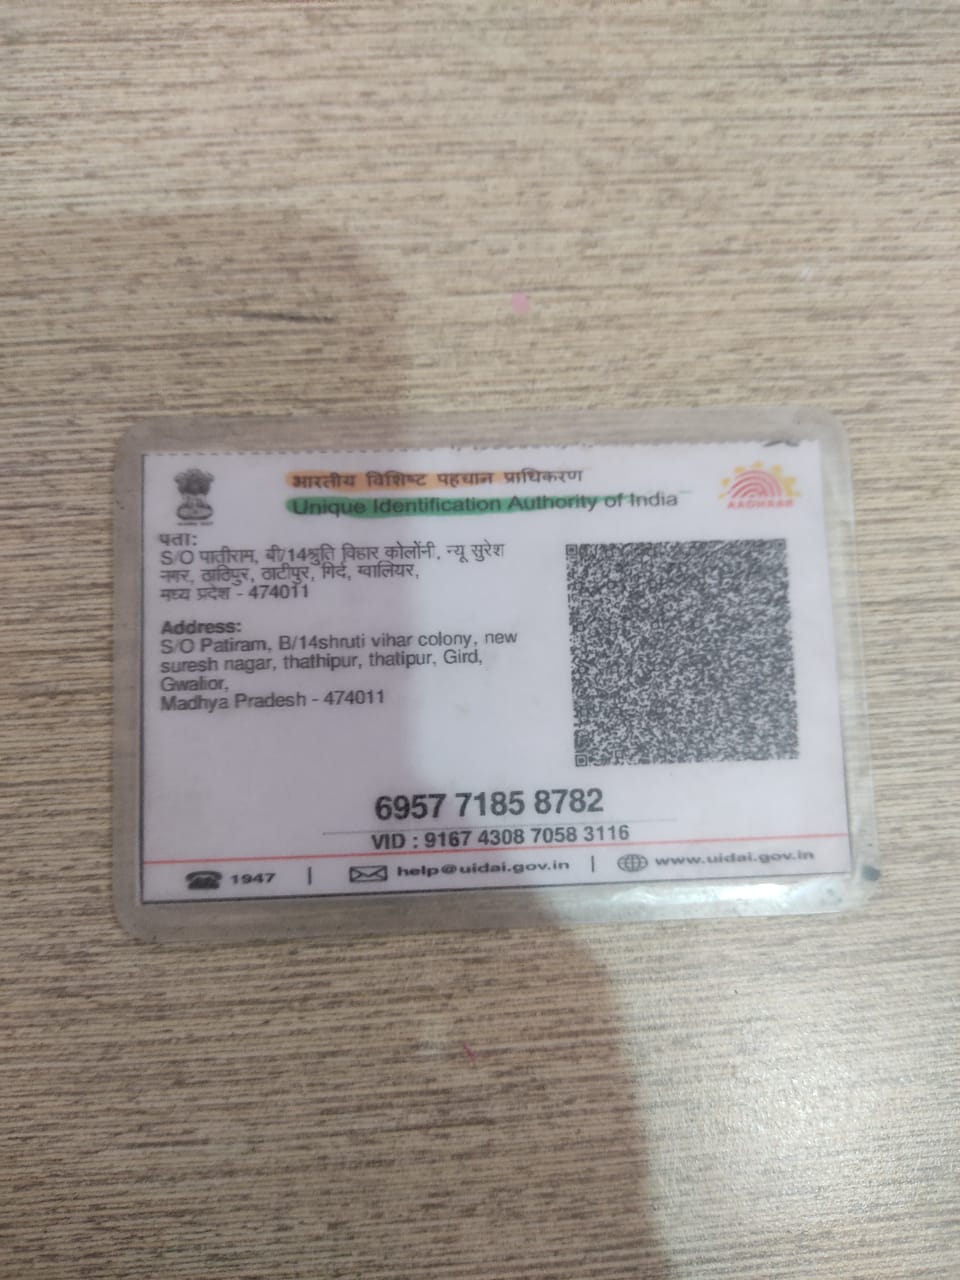 भारतीय विशिष्ट पहचान प्राधिकरण
Unique Identification Authority of India
AADHAAR
पता:
S/O पातीराम, बी/14श्रुति विहार कोलोंनी, न्यू सुरेश
नगर, ठाठिपुर, ठाटीपुर, गिर्द, ग्वालियर,
मध्य प्रदेश - 474011
Address:
S/O Patiram, B/14shruti vihar colony, new
suresh nagar, thathipur, thatipur, Gird,
Gwalior,
Madhya Pradesh - 474011
6957 7185 8782
VID : 9167 4308 7058 3116
1947 | help@uidai.gov.in | www.uidai.gov.in